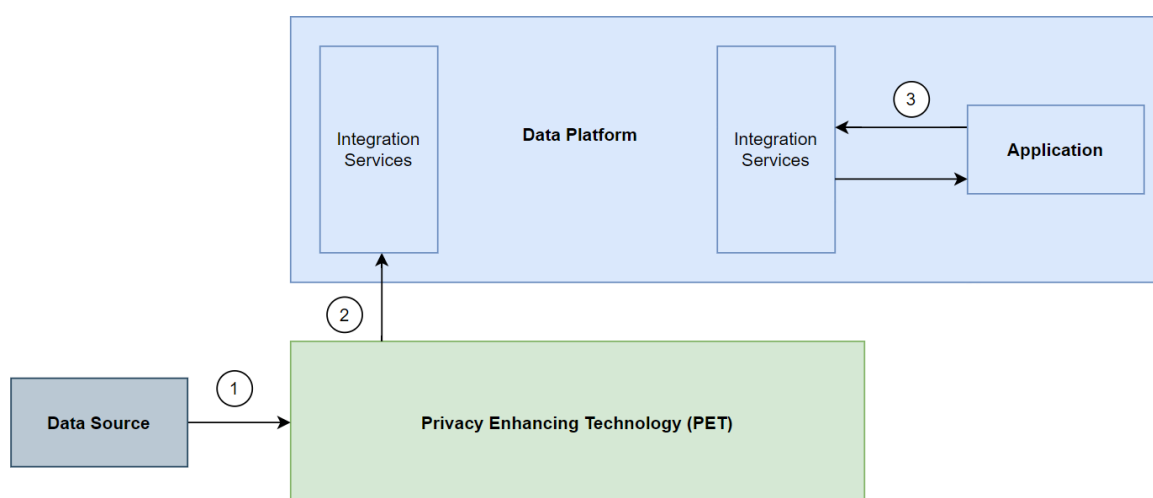 Integration
Services
Data Platform
Integration
Services
3
Application
2
1
Data Source
Privacy Enhancing Technology (PET)